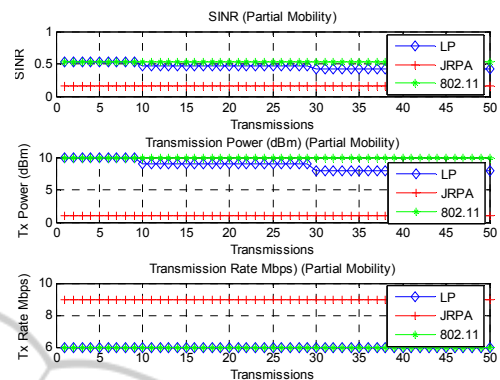 SINR (Partial Mobility)
1
0.5
0
SINR
0 5 10 15 20 25 30 35 40 45 50
Transmissions
LP
JRPA
802.11
Transmission Power (dBm) (Partial Mobility)
10
5
0
Tx Power (dBm)
0 5 10 15 20 25 30 35 40 45 50
Transmissions
LP
JRPA
802.11
Transmission Rate Mbps) (Partial Mobility)
10
8
6
Tx Rate Mbps)
0 5 10 15 20 25 30 35 40 45 50
Transmissions
LP
JRPA
802.11